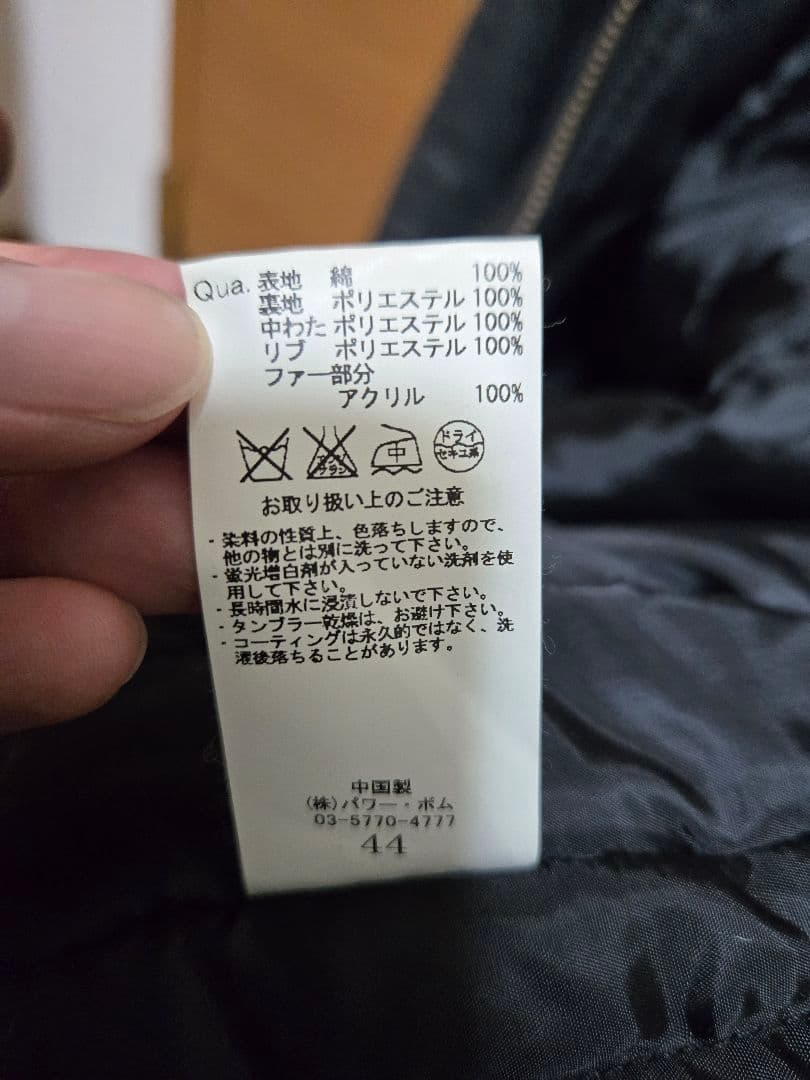 Qua. 表地 綿 100%
裏地 ポリエステル 100%
中わた ポリエステル 100%
リブ ポリエステル 100%
ファー部分
アクリル 100%
エンソ
サラシ
中
ドライ
セキユ系
お取り扱い上のご注意
・染料の性質上、色落ちしますので、
他の物とは別に洗って下さい。
・蛍光増白剤が入っていない洗剤を使
用して下さい。
・長時間水に浸漬しないで下さい。
・タンブラー乾燥は、お避け下さい。
・コーティングは永久的ではなく、洗
濯後落ちることがあります。
中国製
(株)パワー・ボム
03-5770-4777
44